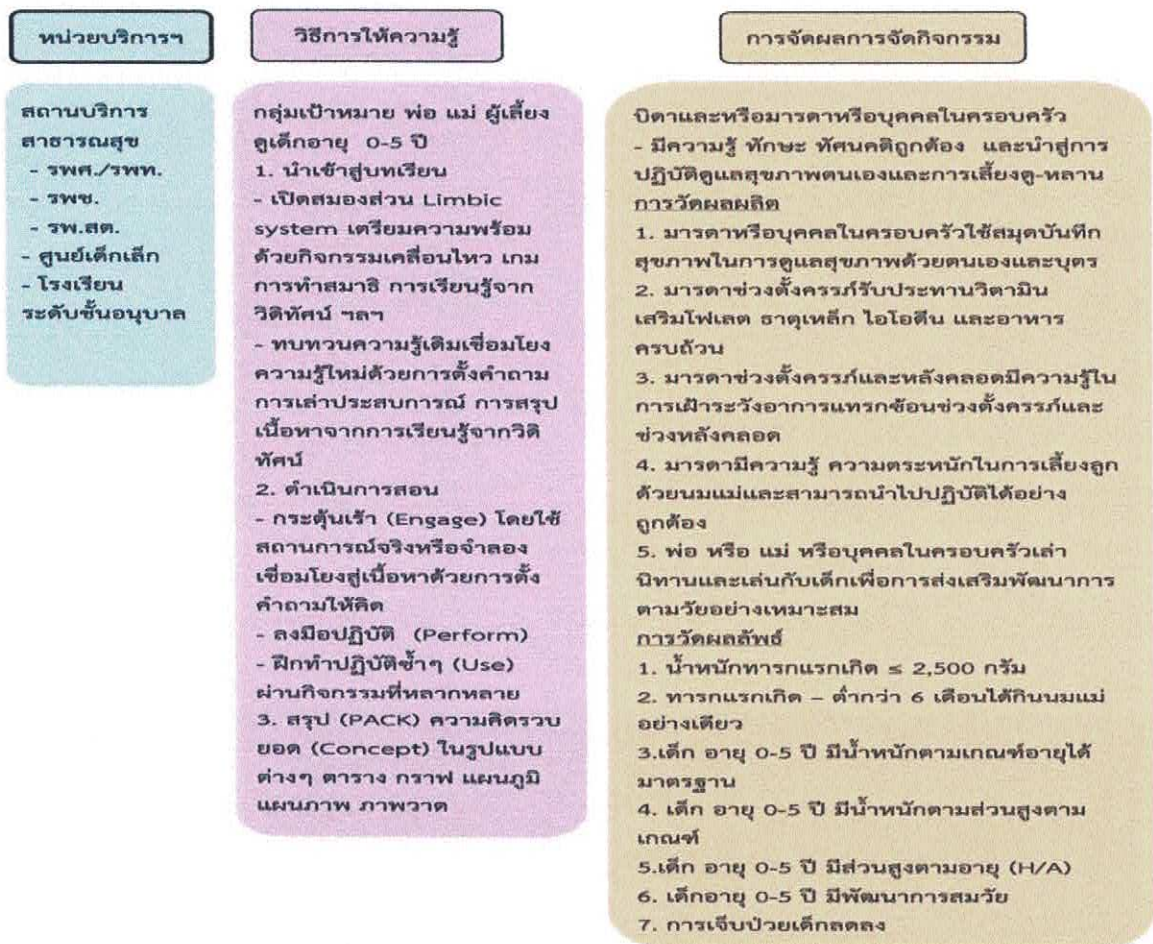 หน่วยบริการฯ
สถานบริการ
สาธารณสุข
- รพศ./รพท.
- รพช.
- รพ.สต.
- ศูนย์เด็กเล็ก
- โรงเรียน
ระดับชั้นอนุบาล
วิธีการให้ความรู้
กลุ่มเป้าหมาย พ่อ แม่ ผู้เลี้ยง
ดูเด็กอายุ 0-5 ปี
1. นำเข้าสู่บทเรียน
- เปิดสมองส่วน Limbic
system เตรียมความพร้อม
ด้วยกิจกรรมเคลื่อนไหว เกม
การทำสมาธิ การเรียนรู้จาก
วิดิทัศน์ ฯลฯ
- ทบทวนความรู้เดิมเชื่อมโยง
ความรู้ใหม่ด้วยการตั้งคำถาม
การเล่าประสบการณ์ การสรุป
เนื้อหาจากการเรียนรู้จากวิดิ
ทัศน์
2. ดำเนินการสอน
- กระตุ้นเร้า (Engage) โดยใช้
สถานการณ์จริงหรือจำลอง
เชื่อมโยงสู่เนื้อหาด้วยการตั้ง
คำถามให้คิด
- ลงมือปฏิบัติ (Perform)
- ฝึกทำปฏิบัติซ้ำๆ (Use)
ผ่านกิจกรรมที่หลากหลาย
3. สรุป (PACK) ความคิดรวบ
ยอด (Concept) ในรูปแบบ
ต่างๆ ตาราง กราฟ แผนภูมิ
แผนภาพ ภาพวาด
การจัดผลการจัดกิจกรรม
บิดาและหรือมารดาหรือบุคคลในครอบครัว
- มีความรู้ ทักษะ ทัศนคติถูกต้อง และนำสู่การ
ปฏิบัติดูแลสุขภาพตนเองและการเลี้ยงดู-หลาน
การวัดผลผลิต
1. มารดาหรือบุคคลในครอบครัวใช้สมุดบันทึก
สุขภาพในการดูแลสุขภาพด้วยตนเองและบุตร
2. มารดาช่วงตั้งครรภ์รับประทานวิตามิน
เสริมโฟเลต ธาตุเหล็ก ไอโอดีน และอาหาร
ครบถ้วน
3. มารดาช่วงตั้งครรภ์และหลังคลอดมีความรู้ใน
การเฝ้าระวังอาการแทรกซ้อนช่วงตั้งครรภ์และ
ช่วงหลังคลอด
4. มารดามีความรู้ ความตระหนักในการเลี้ยงลูก
ด้วยนมแม่และสามารถนำไปปฏิบัติได้อย่าง
ถูกต้อง
5. พ่อ หรือ แม่ หรือบุคคลในครอบครัวเล่า
นิทานและเล่นกับเด็กเพื่อการส่งเสริมพัฒนาการ
ตามวัยอย่างเหมาะสม
การวัดผลลัพธ์
1. น้ำหนักทารกแรกเกิด ≤ 2,500 กรัม
2. ทารกแรกเกิด – ต่ำกว่า 6 เดือนได้กินนมแม่
อย่างเดียว
3.เด็ก อายุ 0-5 ปี มีน้ำหนักตามเกณฑ์อายุได้
มาตรฐาน
4. เด็ก อายุ 0-5 ปี มีน้ำหนักตามส่วนสูงตาม
เกณฑ์
5.เด็ก อายุ 0-5 ปี มีส่วนสูงตามอายุ (H/A)
6. เด็กอายุ 0-5 ปี มีพัฒนาการสมวัย
7. การเจ็บป่วยเด็กลดลง